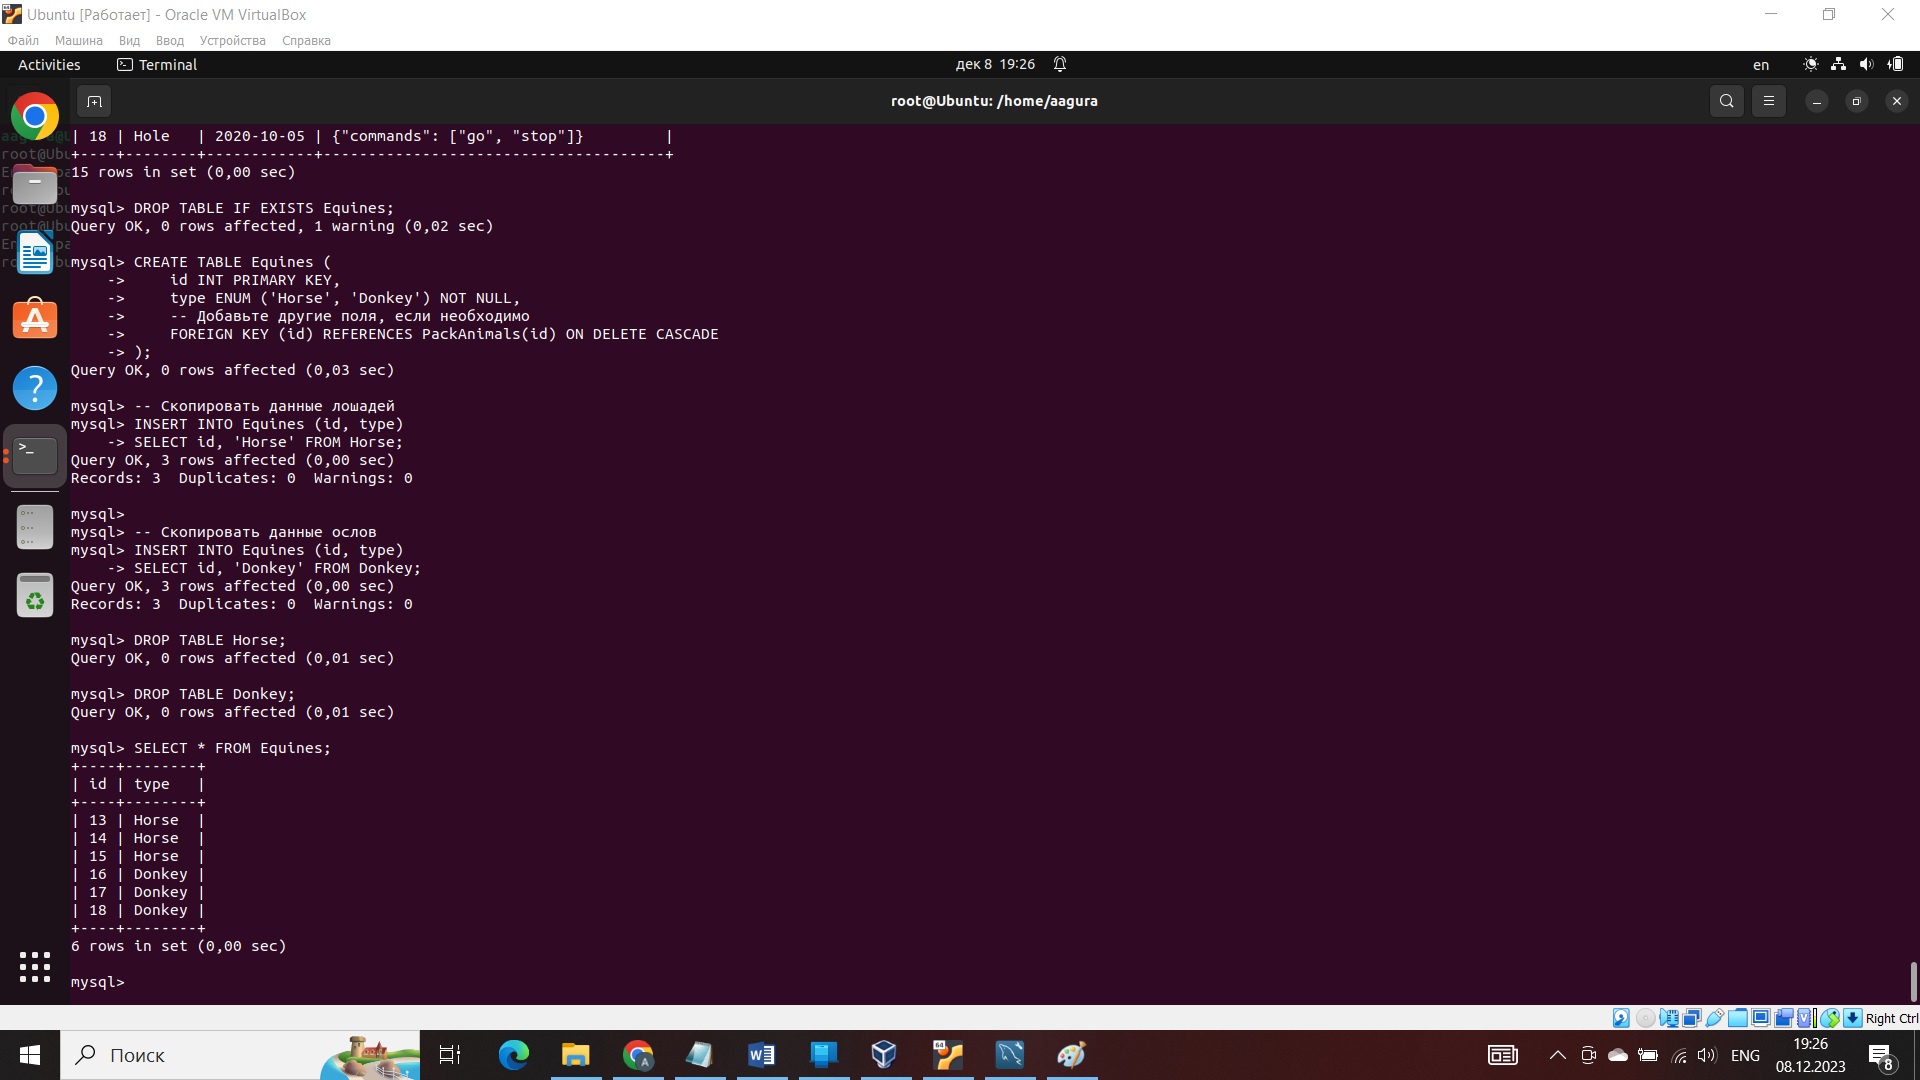 Ubuntu [Работает] - Oracle VM VirtualBox
Файл Машина Вид Ввод Устройства Справка
Activities Terminal дек 8 19:26 en
root@Ubuntu: /home/aagura
| 18 | Hole   | 2020-10-05 | {"commands": ["go", "stop"]}         |
+----+--------+------------+--------------------------------------+
15 rows in set (0,00 sec)
mysql> DROP TABLE IF EXISTS Equines;
Query OK, 0 rows affected, 1 warning (0,02 sec)
mysql> CREATE TABLE Equines (
    ->     id INT PRIMARY KEY,
    ->     type ENUM ('Horse', 'Donkey') NOT NULL,
    ->     -- Добавьте другие поля, если необходимо
    ->     FOREIGN KEY (id) REFERENCES PackAnimals(id) ON DELETE CASCADE
    -> );
Query OK, 0 rows affected (0,03 sec)
mysql> -- Скопировать данные лошадей
mysql> INSERT INTO Equines (id, type)
    -> SELECT id, 'Horse' FROM Horse;
Query OK, 3 rows affected (0,00 sec)
Records: 3  Duplicates: 0  Warnings: 0
mysql>
mysql> -- Скопировать данные ослов
mysql> INSERT INTO Equines (id, type)
    -> SELECT id, 'Donkey' FROM Donkey;
Query OK, 3 rows affected (0,00 sec)
Records: 3  Duplicates: 0  Warnings: 0
mysql> DROP TABLE Horse;
Query OK, 0 rows affected (0,01 sec)
mysql> DROP TABLE Donkey;
Query OK, 0 rows affected (0,01 sec)
mysql> SELECT * FROM Equines;
+----+--------+
| id | type   |
+----+--------+
| 13 | Horse  |
| 14 | Horse  |
| 15 | Horse  |
| 16 | Donkey |
| 17 | Donkey |
| 18 | Donkey |
+----+--------+
6 rows in set (0,00 sec)
mysql>
Right Ctrl
Поиск
ENG
19:26
08.12.2023
8